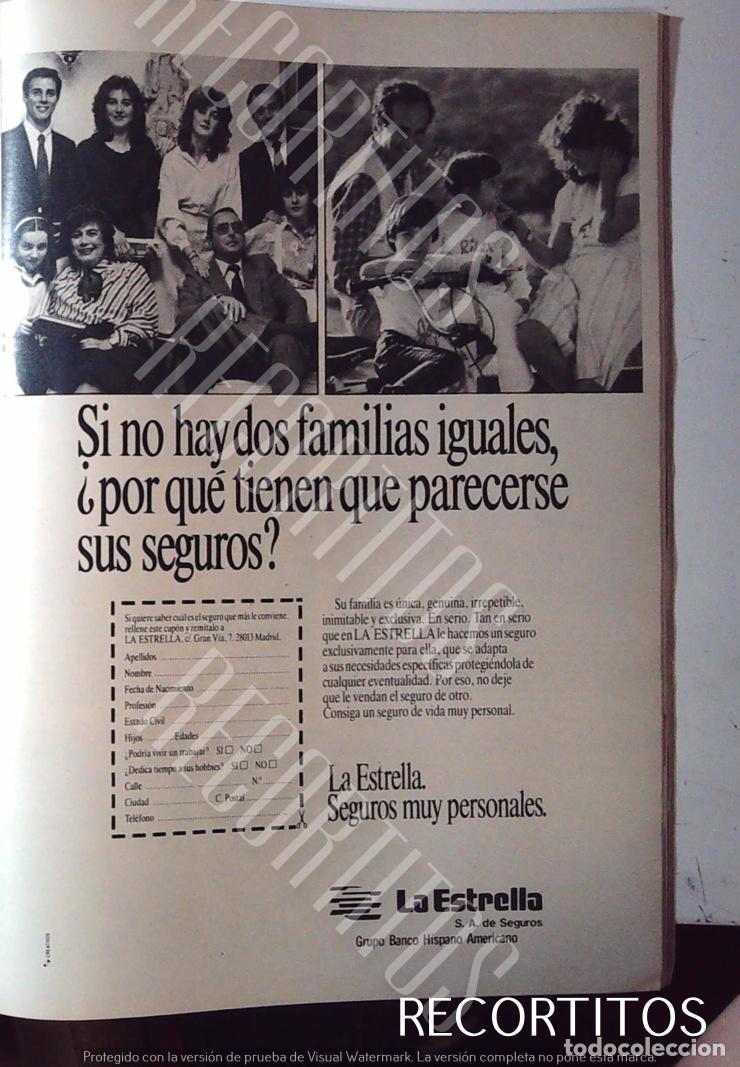 Si no hay dos familias iguales,
¿por qué tienen que parecerse
sus seguros?
Si quiere saber cuál es el seguro que más le conviene,
rellene este cupón y remítalo a
LA ESTRELLA, c/ Gran Vía, 7. 28013 Madrid.
Apellidos
Nombre
Fecha de Nacimiento
Profesión
Estado Civil
Hijos Edades
¿Podría vivir sin trabajar? SI NO
¿Dedica tiempo a sus hobbies? SI NO
Calle N.º
Ciudad C. Postal
Teléfono
Su familia es única, genuina, irrepetible,
inimitable y exclusiva. En serio. Tan en serio
que en LA ESTRELLA le hacemos un seguro
exclusivamente para ella, que se adapta
a sus necesidades específicas protegiéndola de
cualquier eventualidad. Por eso, no deje
que le vendan el seguro de otro.
Consiga un seguro de vida muy personal.
La Estrella.
Seguros muy personales.
La Estrella
S. A. de Seguros
Grupo Banco Hispano Americano
CREATIVOS
RECORTITOS
RECORTITOS
RECORTITOS
RECORTITOS
todocoleccion
Protegido con la versión de prueba de Visual Watermark. La versión completa no pone esta marca.